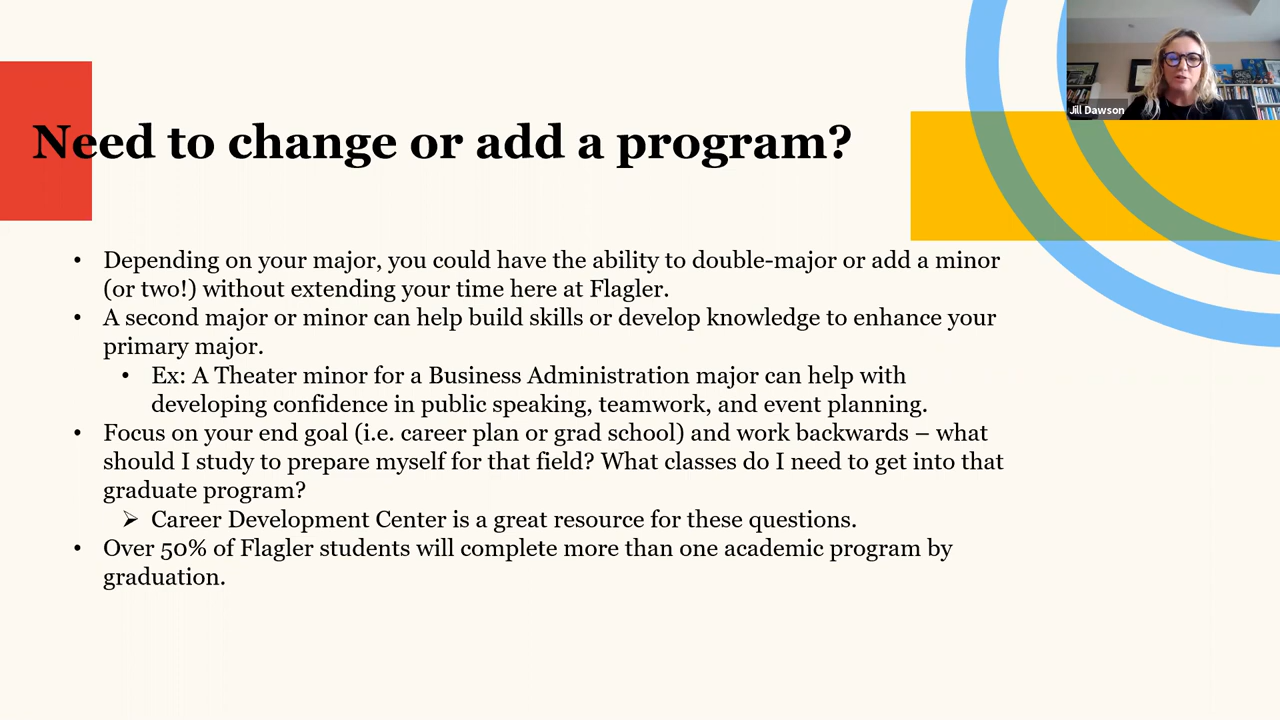 Jill Dawson
Need to change or add a program?
• Depending on your major, you could have the ability to double-major or add a minor
(or two!) without extending your time here at Flagler.
• A second major or minor can help build skills or develop knowledge to enhance your
primary major.
• Ex: A Theater minor for a Business Administration major can help with
developing confidence in public speaking, teamwork, and event planning.
• Focus on your end goal (i.e. career plan or grad school) and work backwards – what
should I study to prepare myself for that field? What classes do I need to get into that
graduate program?
➢ Career Development Center is a great resource for these questions.
• Over 50% of Flagler students will complete more than one academic program by
graduation.